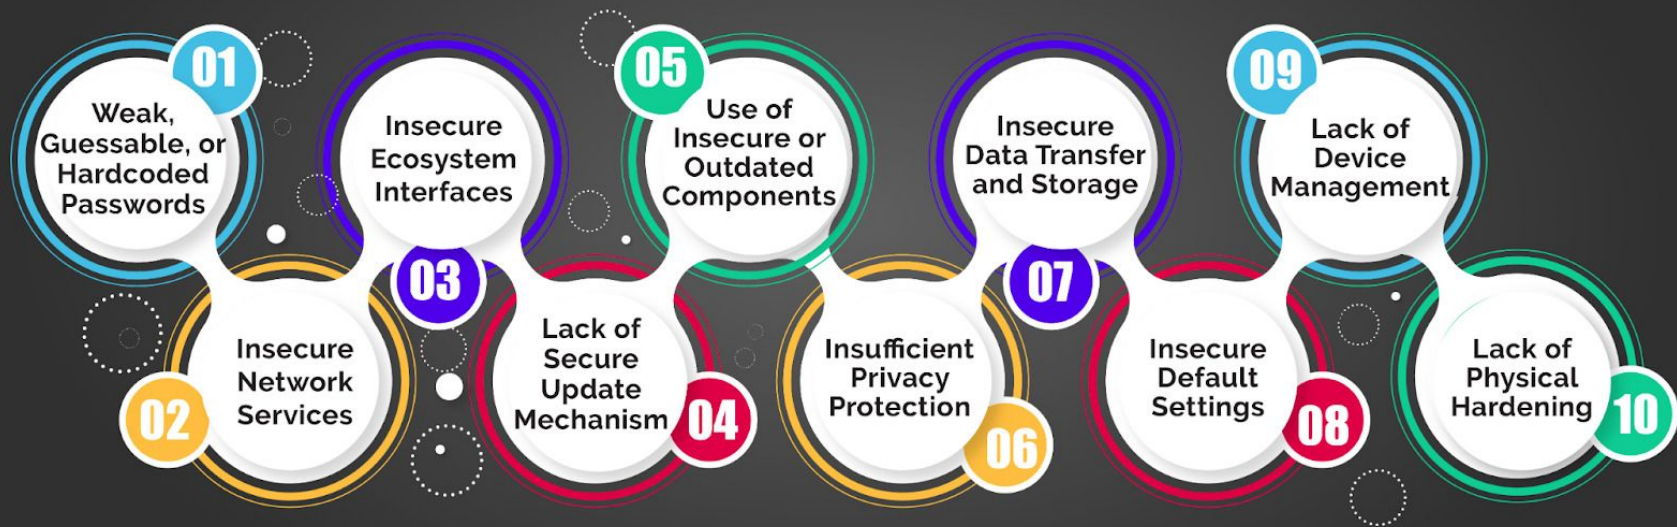 01
Weak,
Guessable, or
Hardcoded
Passwords
02
Insecure
Network
Services
03
Insecure
Ecosystem
Interfaces
04
Lack of
Secure
Update
Mechanism
05
Use of
Insecure or
Outdated
Components
06
Insufficient
Privacy
Protection
07
Insecure
Data Transfer
and Storage
08
Insecure
Default
Settings
09
Lack of
Device
Management
10
Lack of
Physical
Hardening